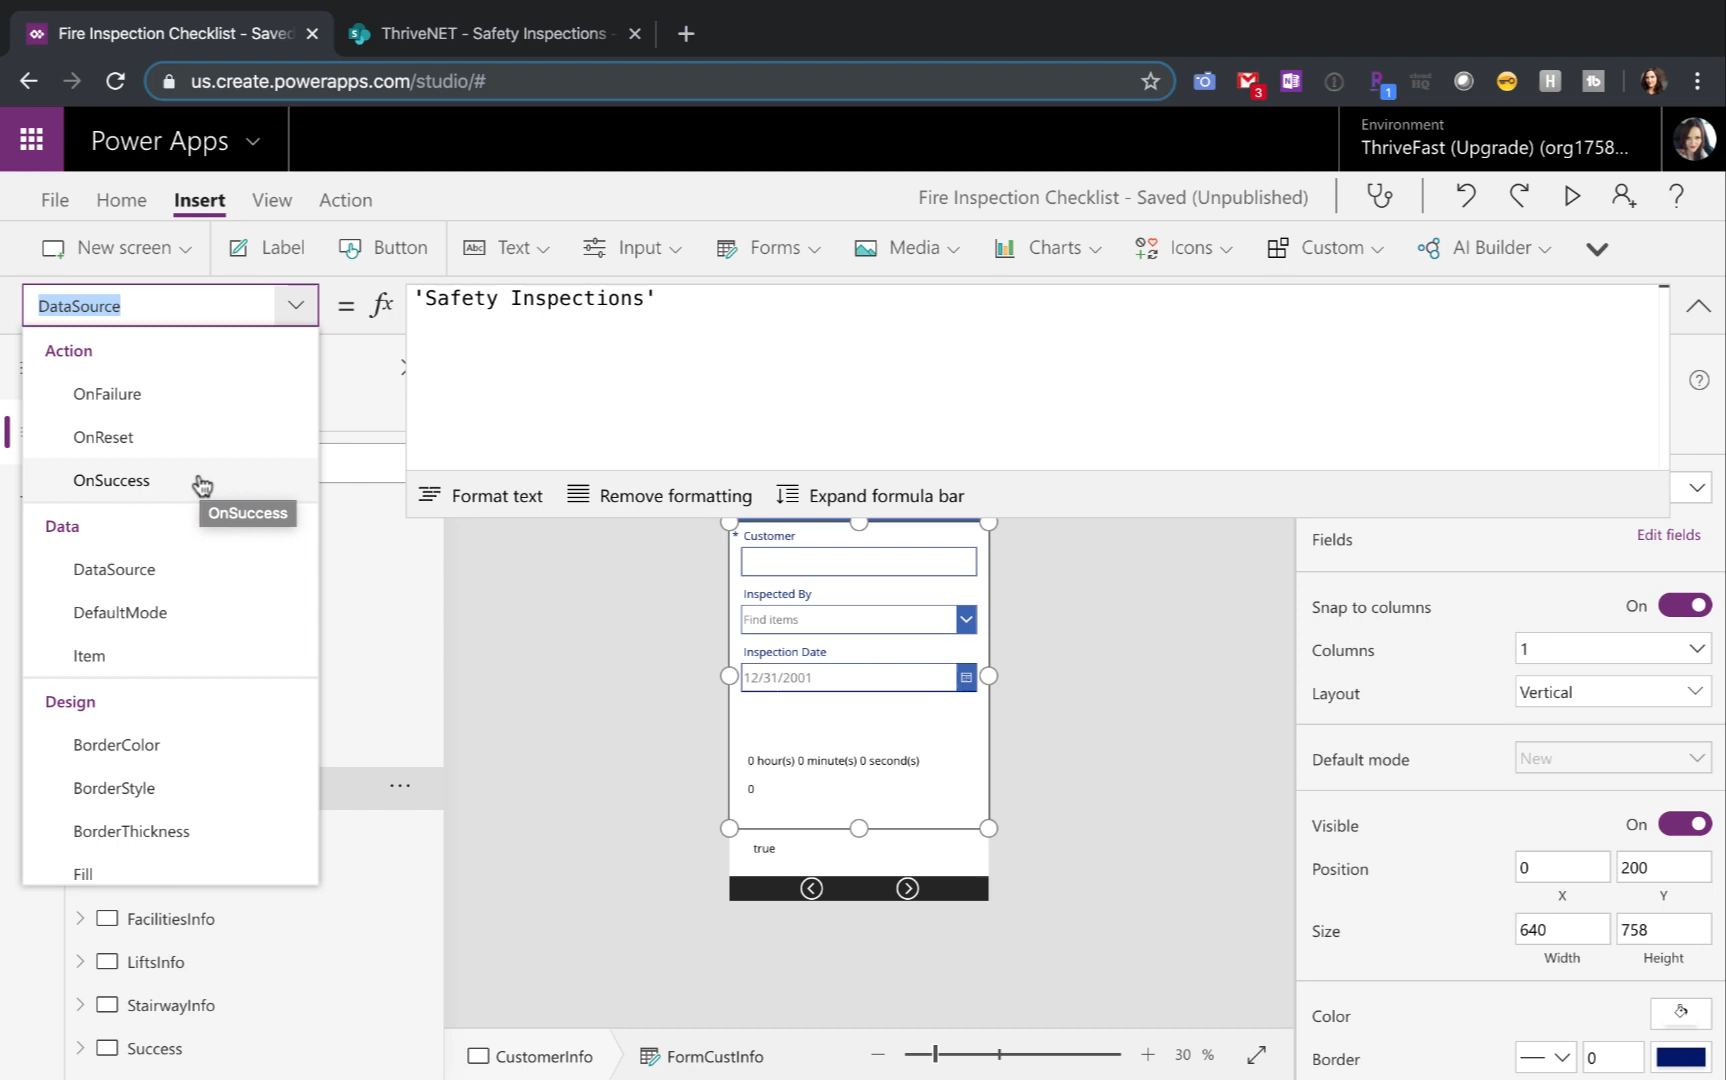 Fire Inspection Checklist - Saved
ThriveNET - Safety Inspections -
us.create.powerapps.com/studio/#
3
1
H
Power Apps
Environment
ThriveFast (Upgrade) (org1758...
File Home Insert View Action
Fire Inspection Checklist - Saved (Unpublished)
New screen Label Button Abc Text Input Forms Media Charts Icons Custom AI Builder
DataSource = fx 'Safety Inspections'
Action
OnFailure
OnReset
OnSuccess
OnSuccess
Data
DataSource
DefaultMode
Item
Design
BorderColor
BorderStyle
BorderThickness
Fill
FacilitiesInfo
LiftsInfo
StairwayInfo
Success
Format text Remove formatting Expand formula bar
* Customer
Inspected By
Find items
Inspection Date
12/31/2001
0 hour(s) 0 minute(s) 0 second(s)
0
true
CustomerInfo FormCustInfo 30 %
Fields Edit fields
Snap to columns On
Columns 1
Layout Vertical
Default mode New
Visible On
Position 0 200
X Y
Size 640 758
Width Height
Color
Border 0